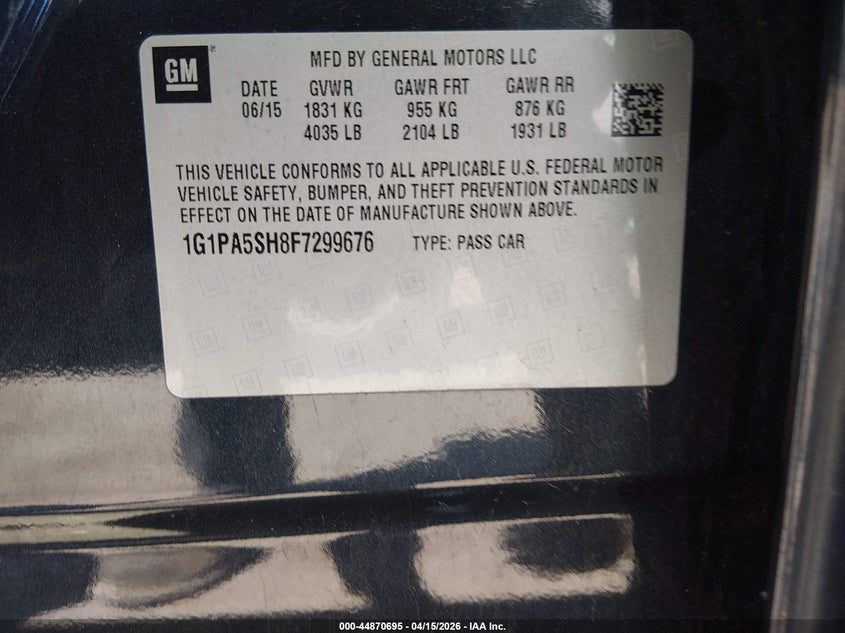 GM
MFD BY GENERAL MOTORS LLC
DATE GVWR GAWR FRT GAWR RR
06/15 1831 KG 955 KG 876 KG
4035 LB 2104 LB 1931 LB
THIS VEHICLE CONFORMS TO ALL APPLICABLE U.S. FEDERAL MOTOR
VEHICLE SAFETY, BUMPER, AND THEFT PREVENTION STANDARDS IN
EFFECT ON THE DATE OF MANUFACTURE SHOWN ABOVE.
1G1PA5SH8F7299676 TYPE: PASS CAR
000-44870695 - 04/15/2026 - IAA Inc.